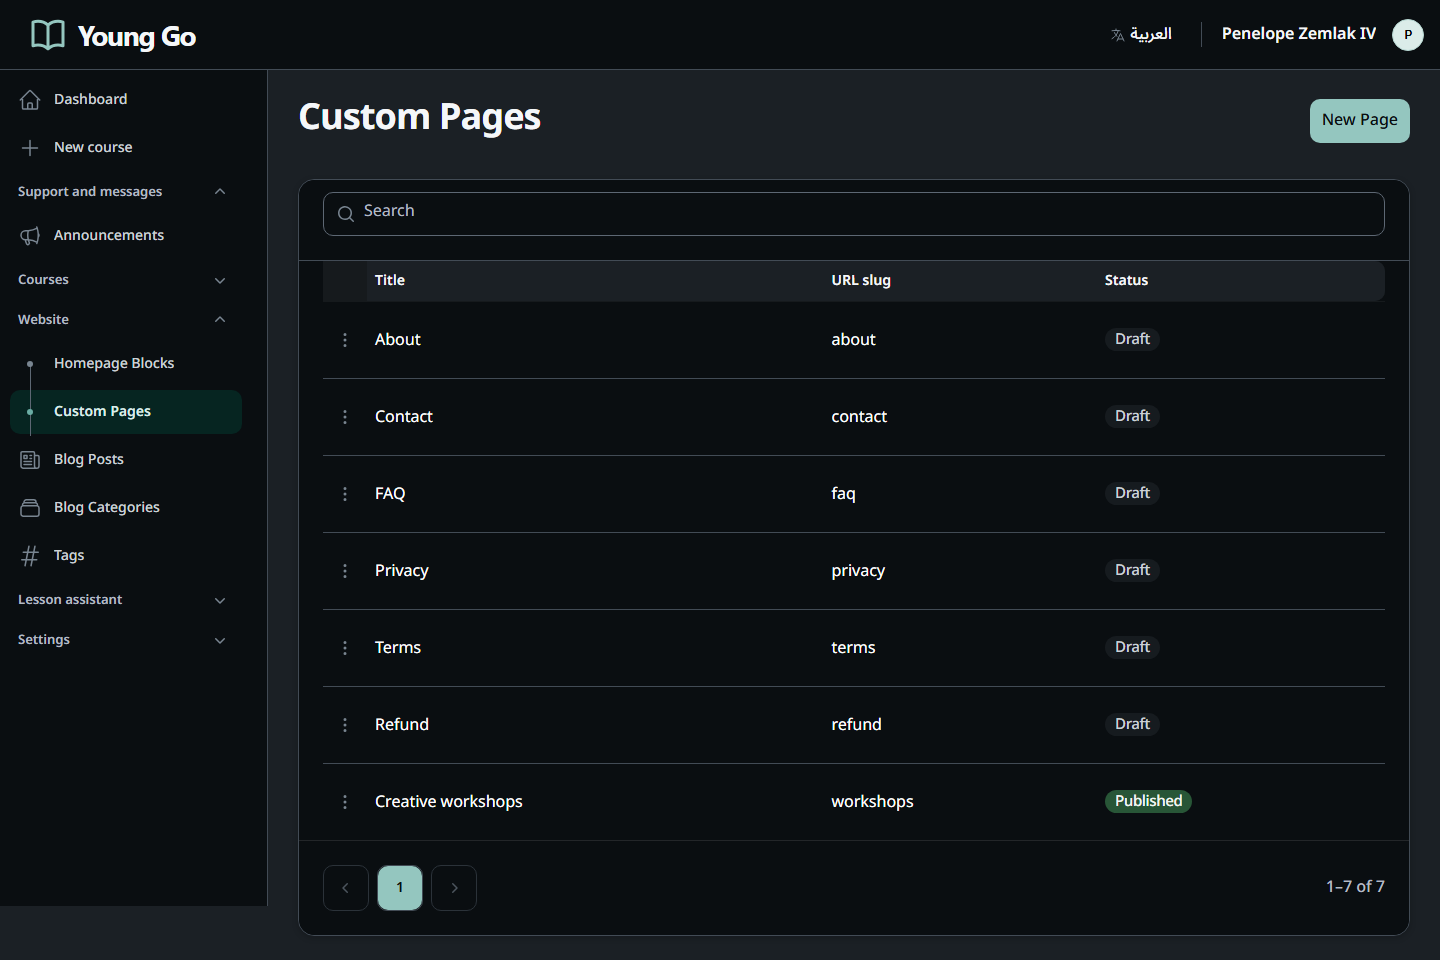 Young Go
العربية
Penelope Zemlak IV
P
Dashboard
New course
Support and messages
Announcements
Courses
Website
Homepage Blocks
Custom Pages
Blog Posts
Blog Categories
Tags
Lesson assistant
Settings
Custom Pages
New Page
Search
Title URL slug Status
About about Draft
Contact contact Draft
FAQ faq Draft
Privacy privacy Draft
Terms terms Draft
Refund refund Draft
Creative workshops workshops Published
1
1–7 of 7